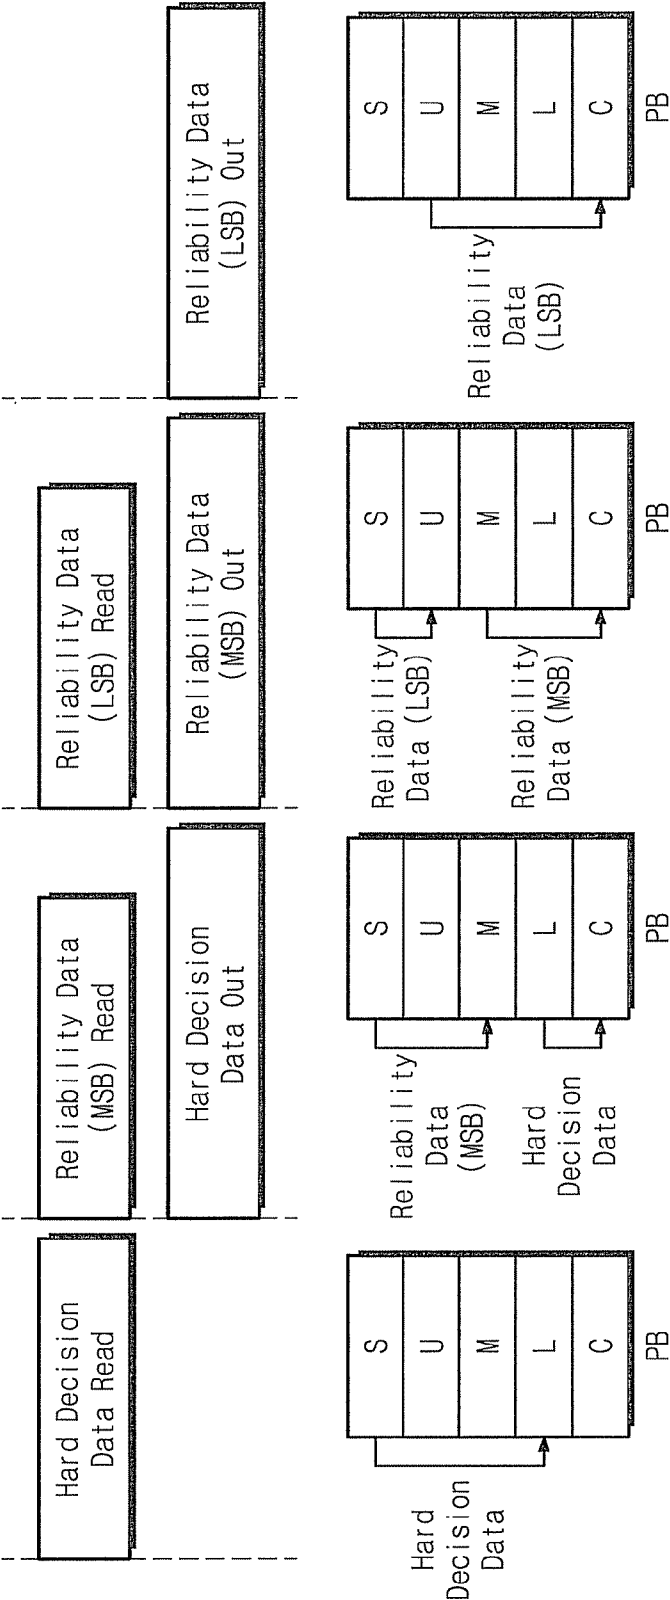 Hard Decision
Data Read
Reliability Data
(MSB) Read
Reliability Data
(LSB) Read
Hard Decision
Data Out
Reliability Data
(MSB) Out
Reliability Data
(LSB) Out
Hard
Decision
Data
S
U
M
L
C
PB
Reliability
Data
(MSB)
Hard
Decision
Data
S
U
M
L
C
PB
Reliability
Data (LSB)
Reliability
Data (MSB)
S
U
M
L
C
PB
Reliability
Data
(LSB)
S
U
M
L
C
PB